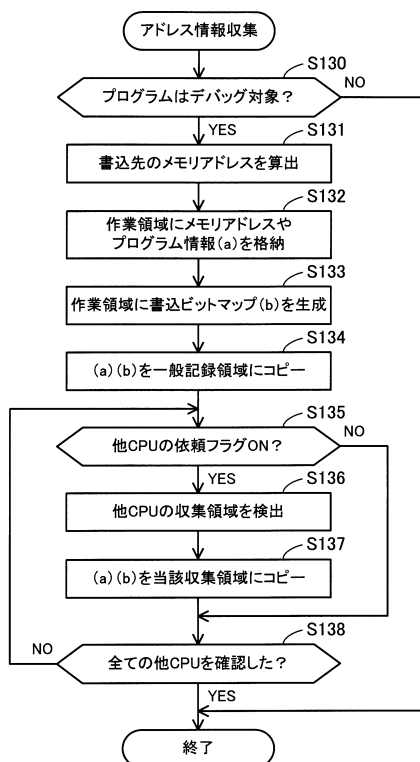 アドレス情報収集
S130
プログラムはデバッグ対象？
NO
YES
S131
書込先のメモリアドレスを算出
S132
作業領域にメモリアドレスや
プログラム情報(a)を格納
S133
作業領域に書込ビットマップ(b)を生成
S134
(a)(b)を一般記録領域にコピー
S135
他CPUの依頼フラグON？
NO
YES
S136
他CPUの収集領域を検出
S137
(a)(b)を当該収集領域にコピー
S138
NO
全ての他CPUを確認した？
YES
終了